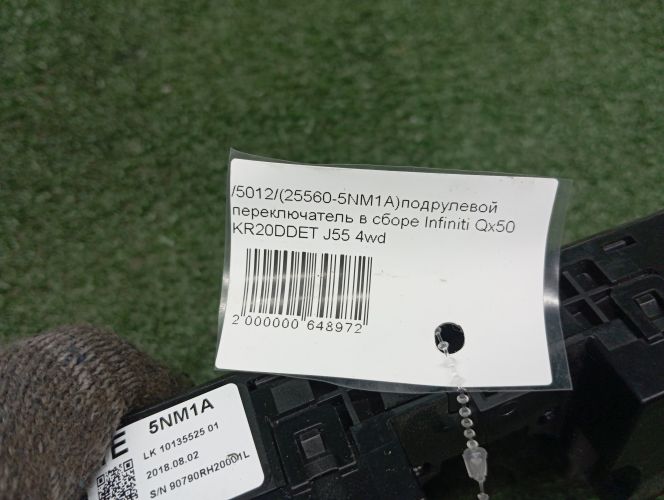 /5012/(25560-5NM1A)подрулевой
переключатель в сборе Infiniti Qx50
KR20DDET J55 4wd
2 000000 648972
5NM1A
LK 10135525 01
2018.08.02
S/N 90790RH20001L